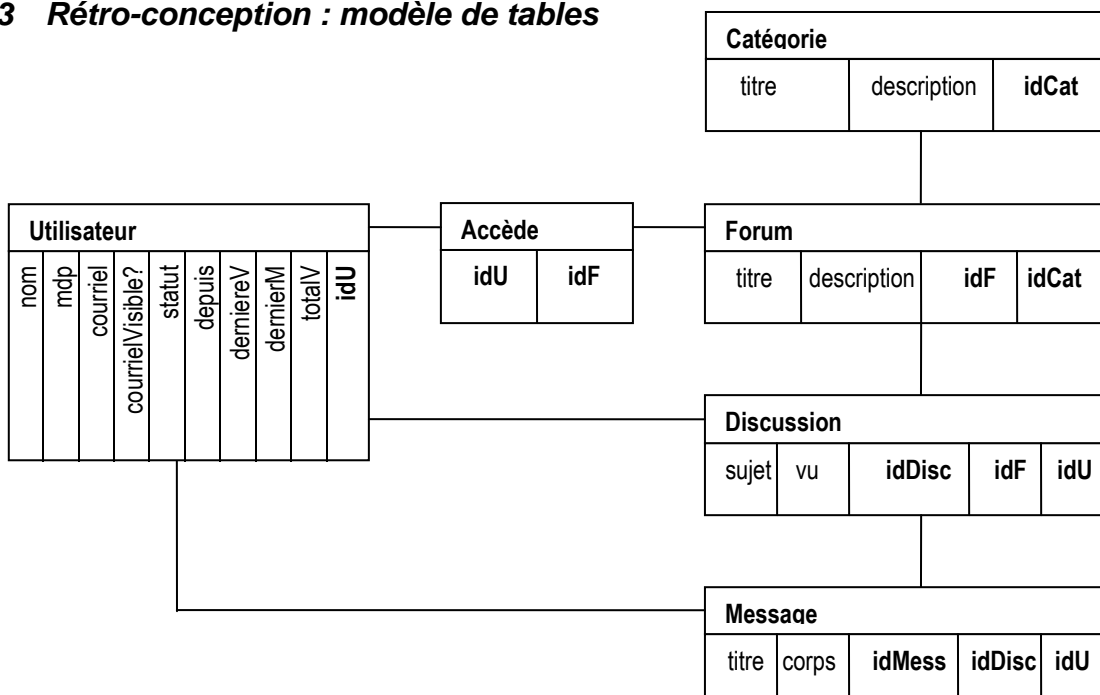 3 Rétro-conception : modèle de tables
Catégorie
titre description idCat
Utilisateur
nom mdp courriel courrielVisible? statut depuis derniereV dernierM totalV idU
Accède
idU idF
Forum
titre description idF idCat
Discussion
sujet vu idDisc idF idU
Message
titre corps idMess idDisc idU